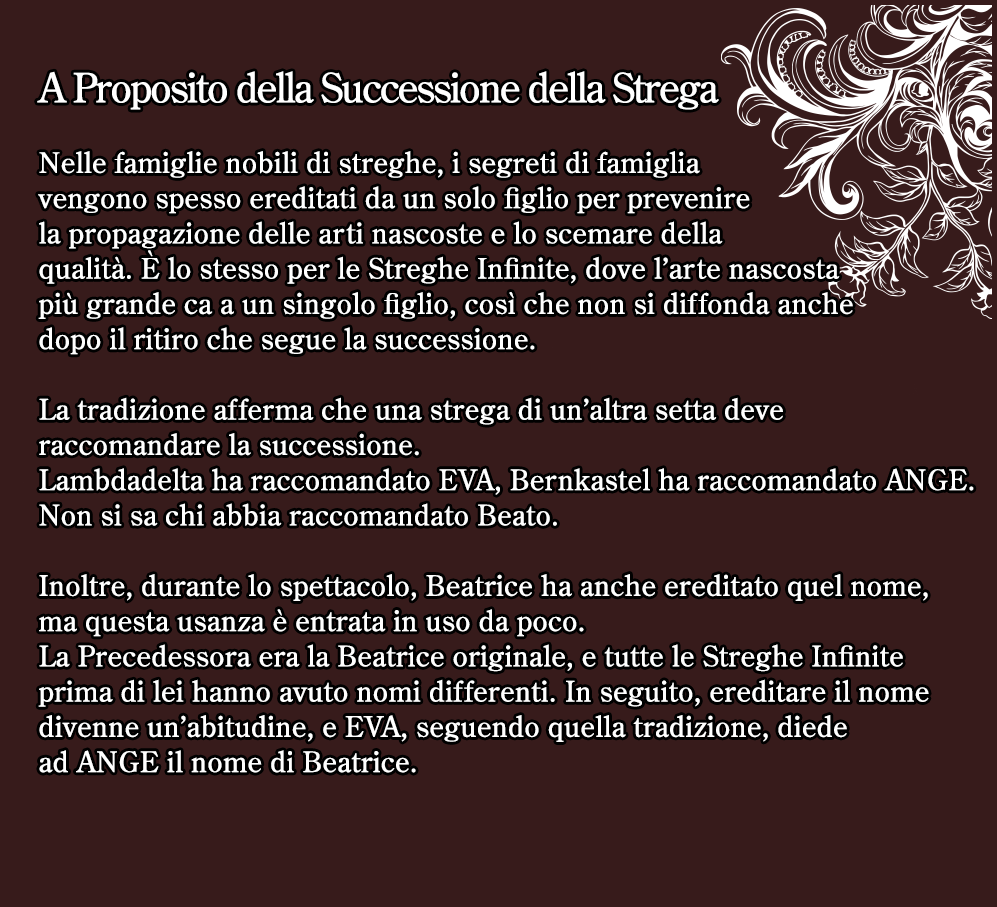 A Proposito della Successione della Strega
Nelle famiglie nobili di streghe, i segreti di famiglia
vengono spesso ereditati da un solo figlio per prevenire
la propagazione delle arti nascoste e lo scemare della
qualità. È lo stesso per le Streghe Infinite, dove l’arte nascosta
più grande ca a un singolo figlio, così che non si diffonda anche
dopo il ritiro che segue la successione.
La tradizione afferma che una strega di un’altra setta deve
raccomandare la successione.
Lambdadelta ha raccomandato EVA, Bernkastel ha raccomandato ANGE.
Non si sa chi abbia raccomandato Beato.
Inoltre, durante lo spettacolo, Beatrice ha anche ereditato quel nome,
ma questa usanza è entrata in uso da poco.
La Precedessora era la Beatrice originale, e tutte le Streghe Infinite
prima di lei hanno avuto nomi differenti. In seguito, ereditare il nome
divenne un’abitudine, e EVA, seguendo quella tradizione, diede
ad ANGE il nome di Beatrice.